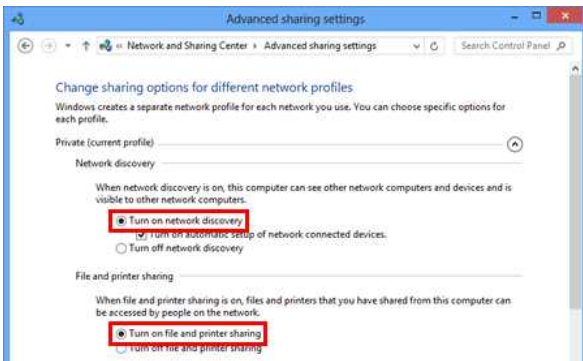 Advanced sharing settings
« Network and Sharing Center › Advanced sharing settings
Search Control Panel
Change sharing options for different network profiles
Windows creates a separate network profile for each network you use. You can choose specific options for
each profile.
Private (current profile)
Network discovery
When network discovery is on, this computer can see other network computers and devices and is
visible to other network computers.
Turn on network discovery
Turn on automatic setup of network connected devices.
Turn off network discovery
File and printer sharing
When file and printer sharing is on, files and printers that you have shared from this computer can
be accessed by people on the network.
Turn on file and printer sharing
Turn off file and printer sharing